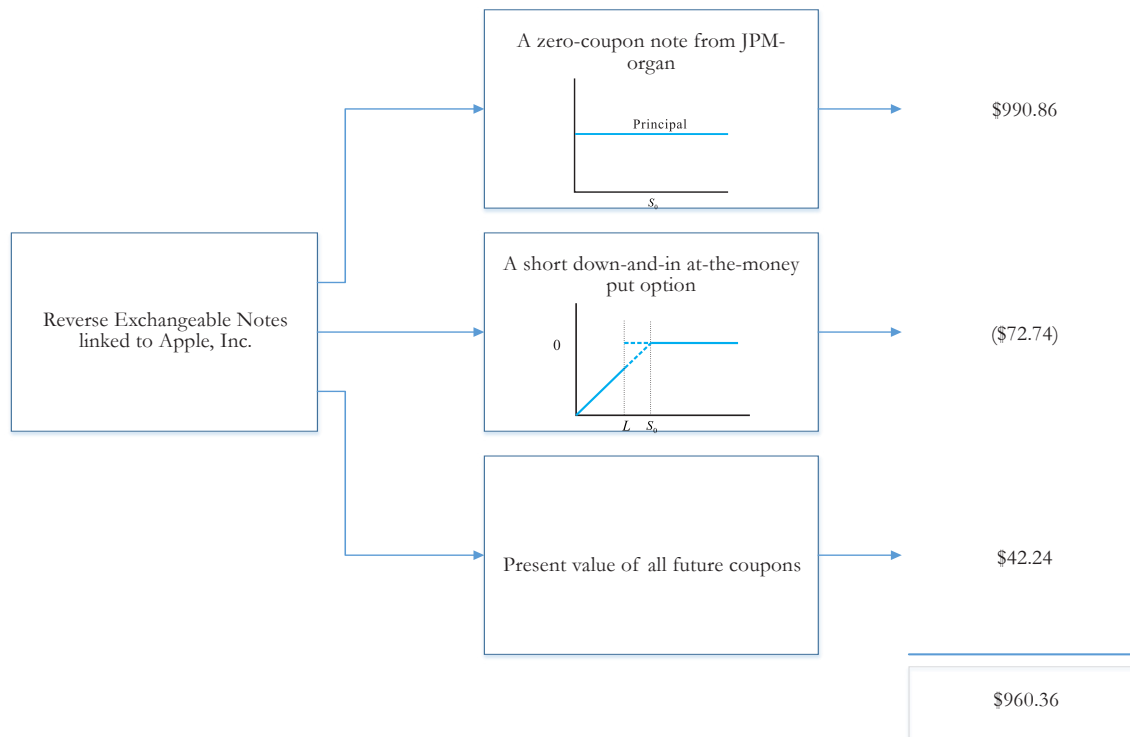 A zero-coupon note from JPM-
organ
Principal
S₀
$990.86
Reverse Exchangeable Notes
linked to Apple, Inc.
A short down-and-in at-the-money
put option
0
L S₀
($72.74)
Present value of all future coupons
$42.24
$960.36